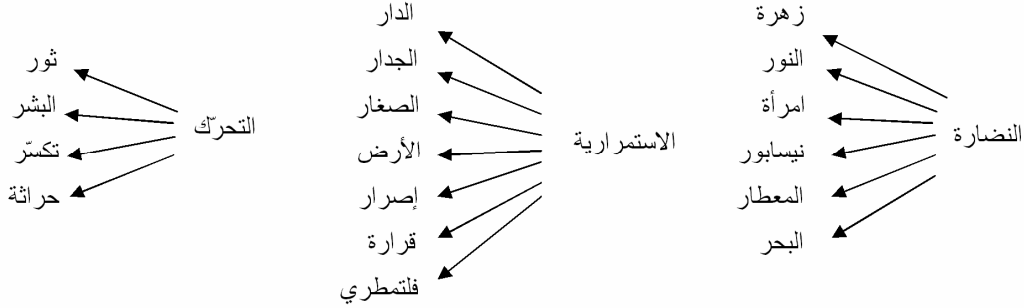 النضارة
زهرة
النور
امرأة
نيسابور
المعطار
البحر
الاستمرارية
الدار
الجدار
الصغار
الأرض
إصرار
قرارة
فلتمطري
التحرّك
ثور
البشر
تكسّر
حراثة